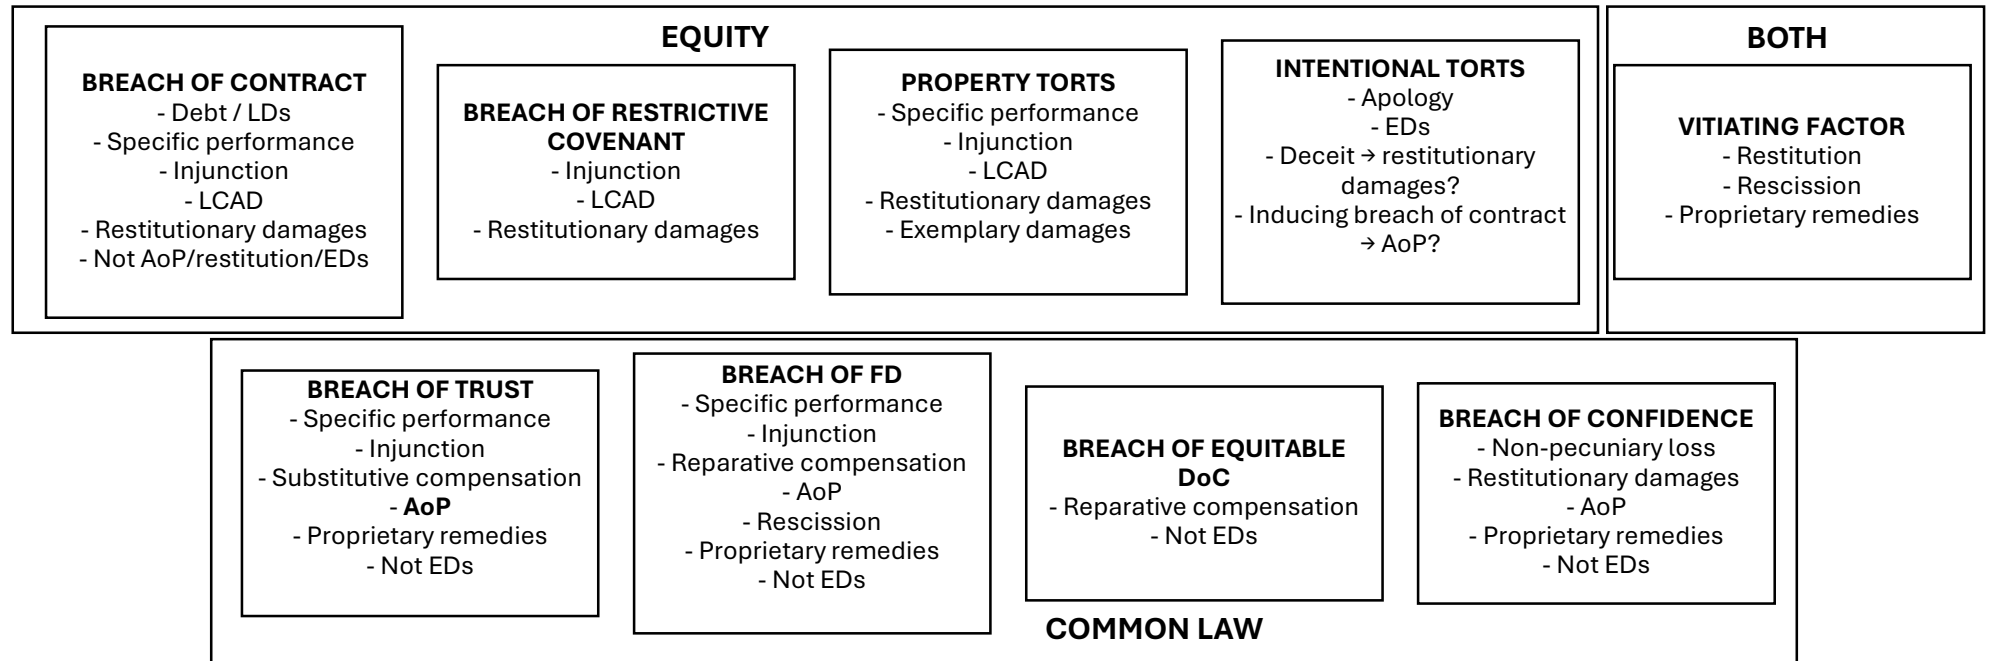 EQUITY
BREACH OF CONTRACT
- Debt / LDs
- Specific performance
- Injunction
- LCAD
- Restitutionary damages
- Not AoP/restitution/EDs
BREACH OF RESTRICTIVE
COVENANT
- Injunction
- LCAD
- Restitutionary damages
PROPERTY TORTS
- Specific performance
- Injunction
- LCAD
- Restitutionary damages
- Exemplary damages
INTENTIONAL TORTS
- Apology
- EDs
- Deceit → restitutionary
damages?
- Inducing breach of contract
→ AoP?
BOTH
VITIATING FACTOR
- Restitution
- Rescission
- Proprietary remedies
BREACH OF TRUST
- Specific performance
- Injunction
- Substitutive compensation
- AoP
- Proprietary remedies
- Not EDs
BREACH OF FD
- Specific performance
- Injunction
- Reparative compensation
- AoP
- Rescission
- Proprietary remedies
- Not EDs
BREACH OF EQUITABLE
DoC
- Reparative compensation
- Not EDs
BREACH OF CONFIDENCE
- Non-pecuniary loss
- Restitutionary damages
- AoP
- Proprietary remedies
- Not EDs
COMMON LAW